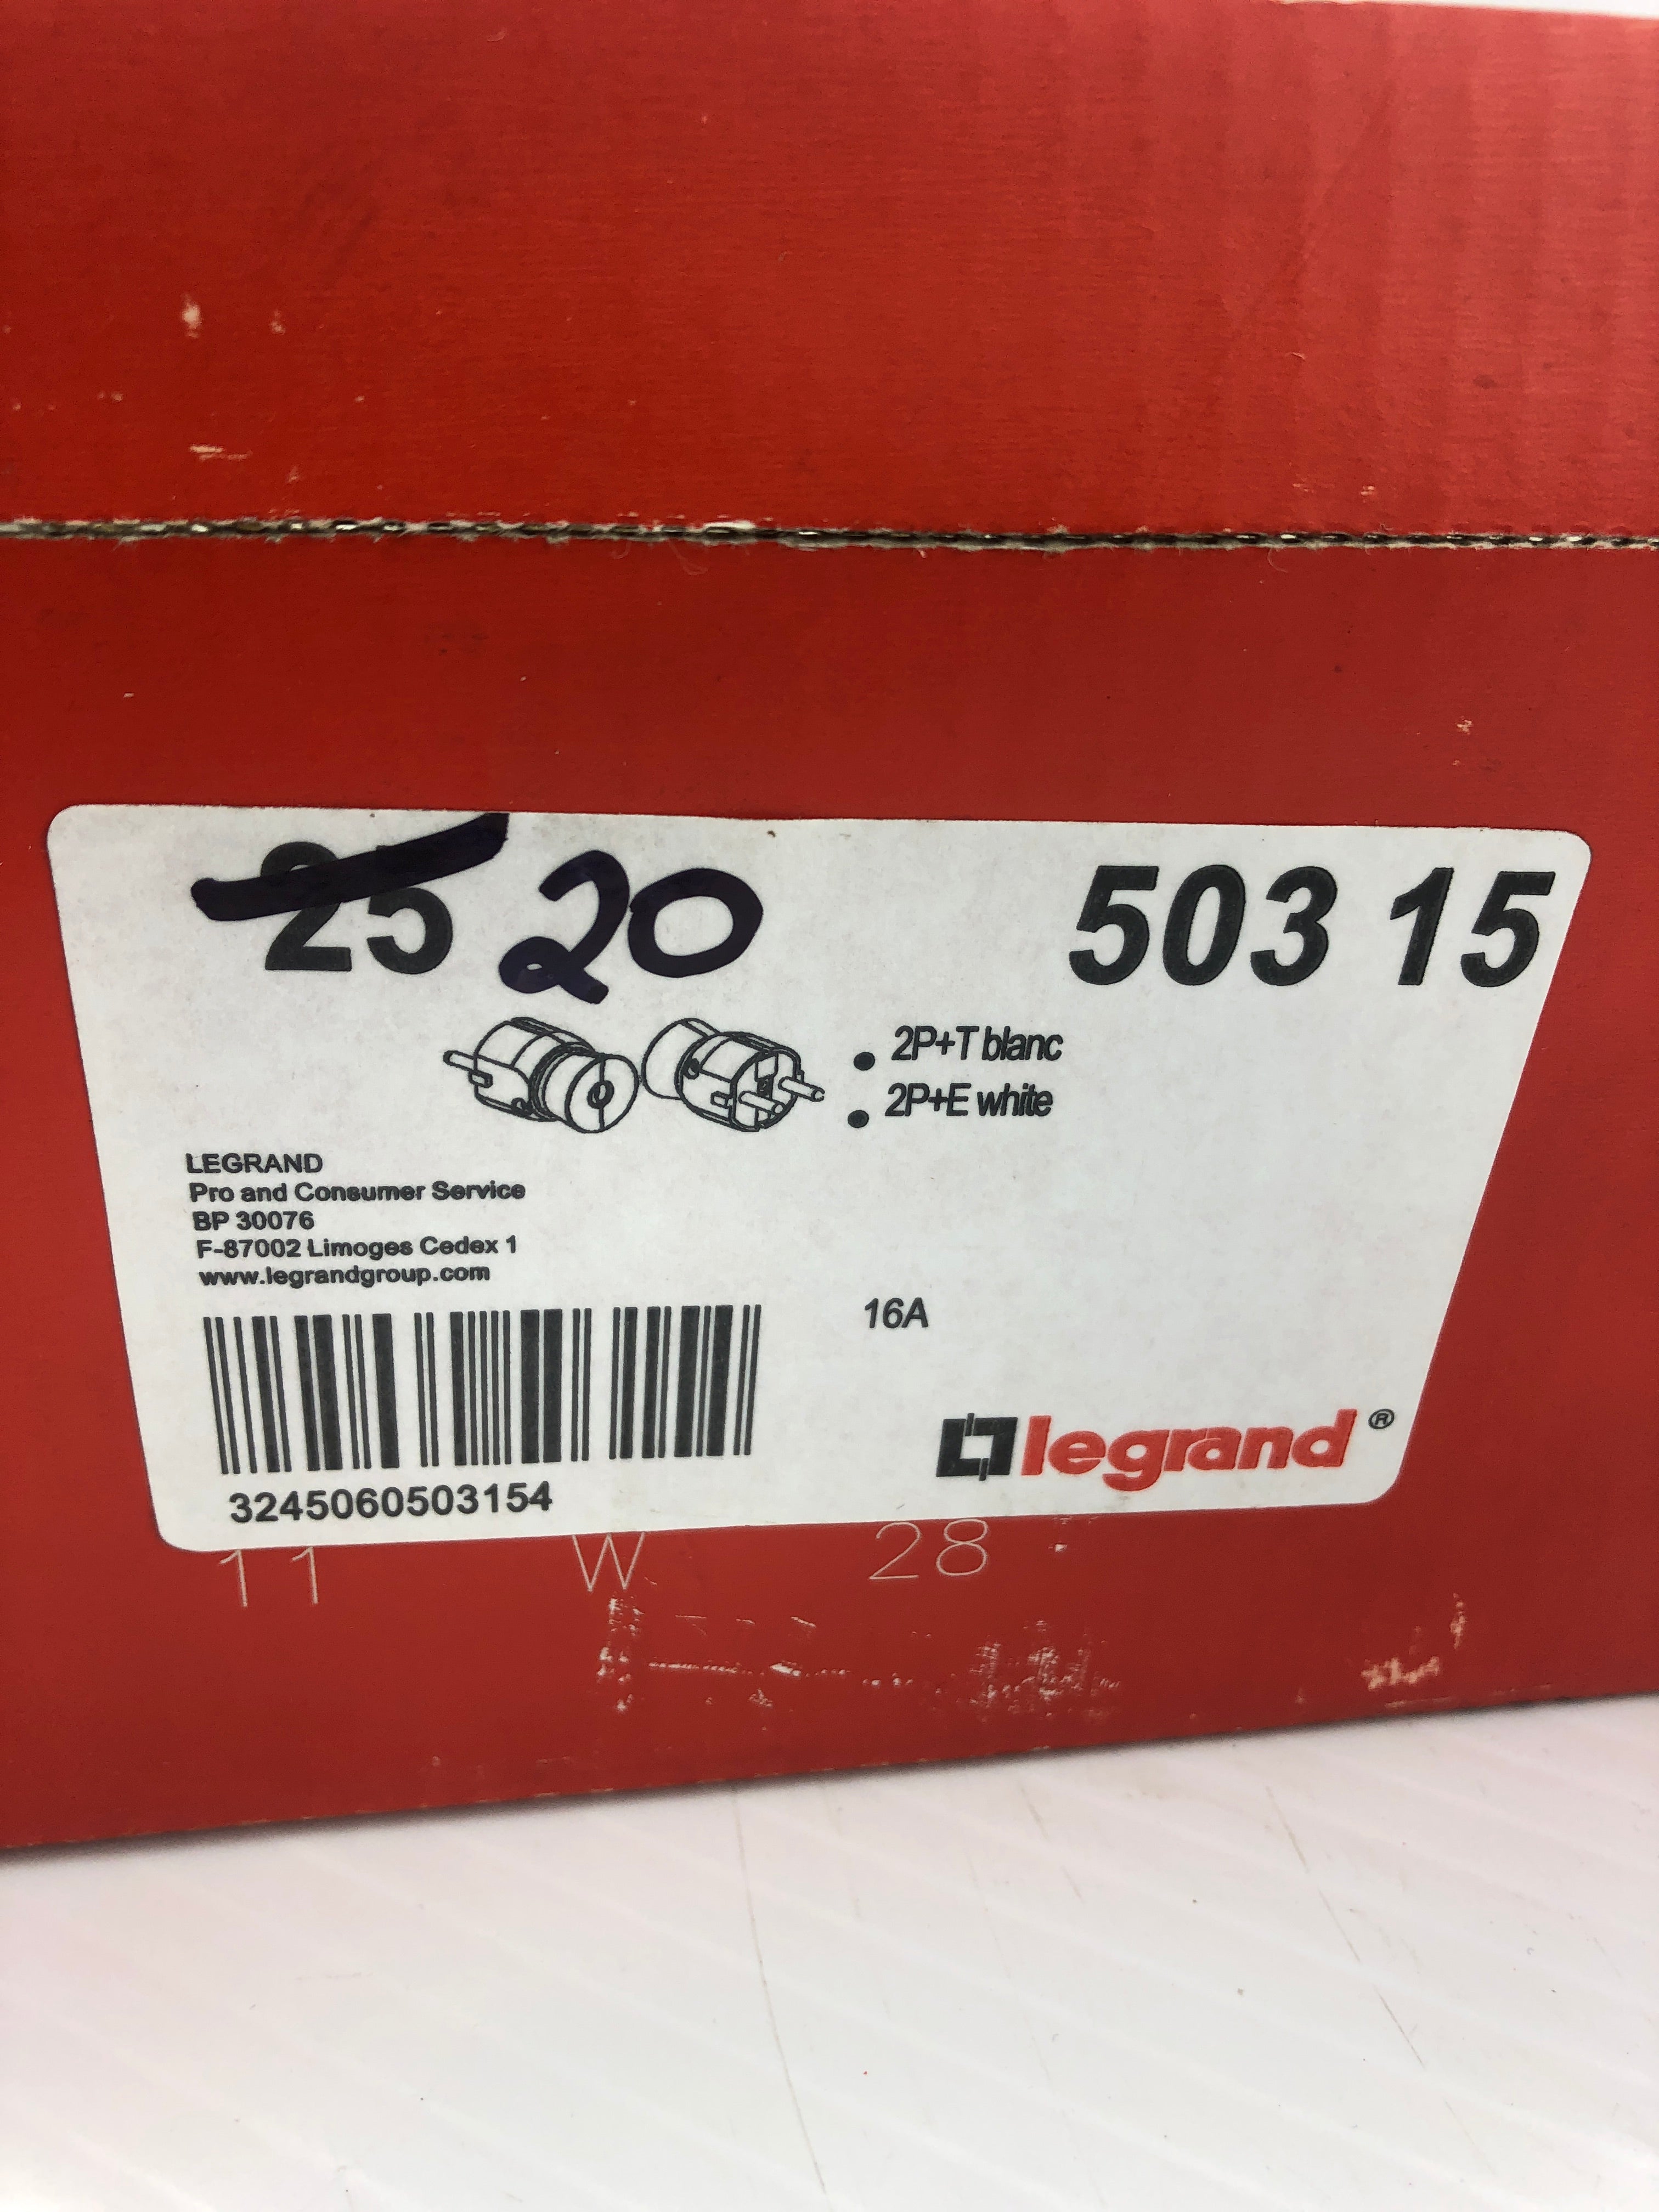 25 20 503 15
2P+T blanc
2P+E white
LEGRAND
Pro and Consumer Service
BP 30076
F-87002 Limoges Cedex 1
www.legrandgroup.com
16A
legrand ®
3245060503154
11 W 28